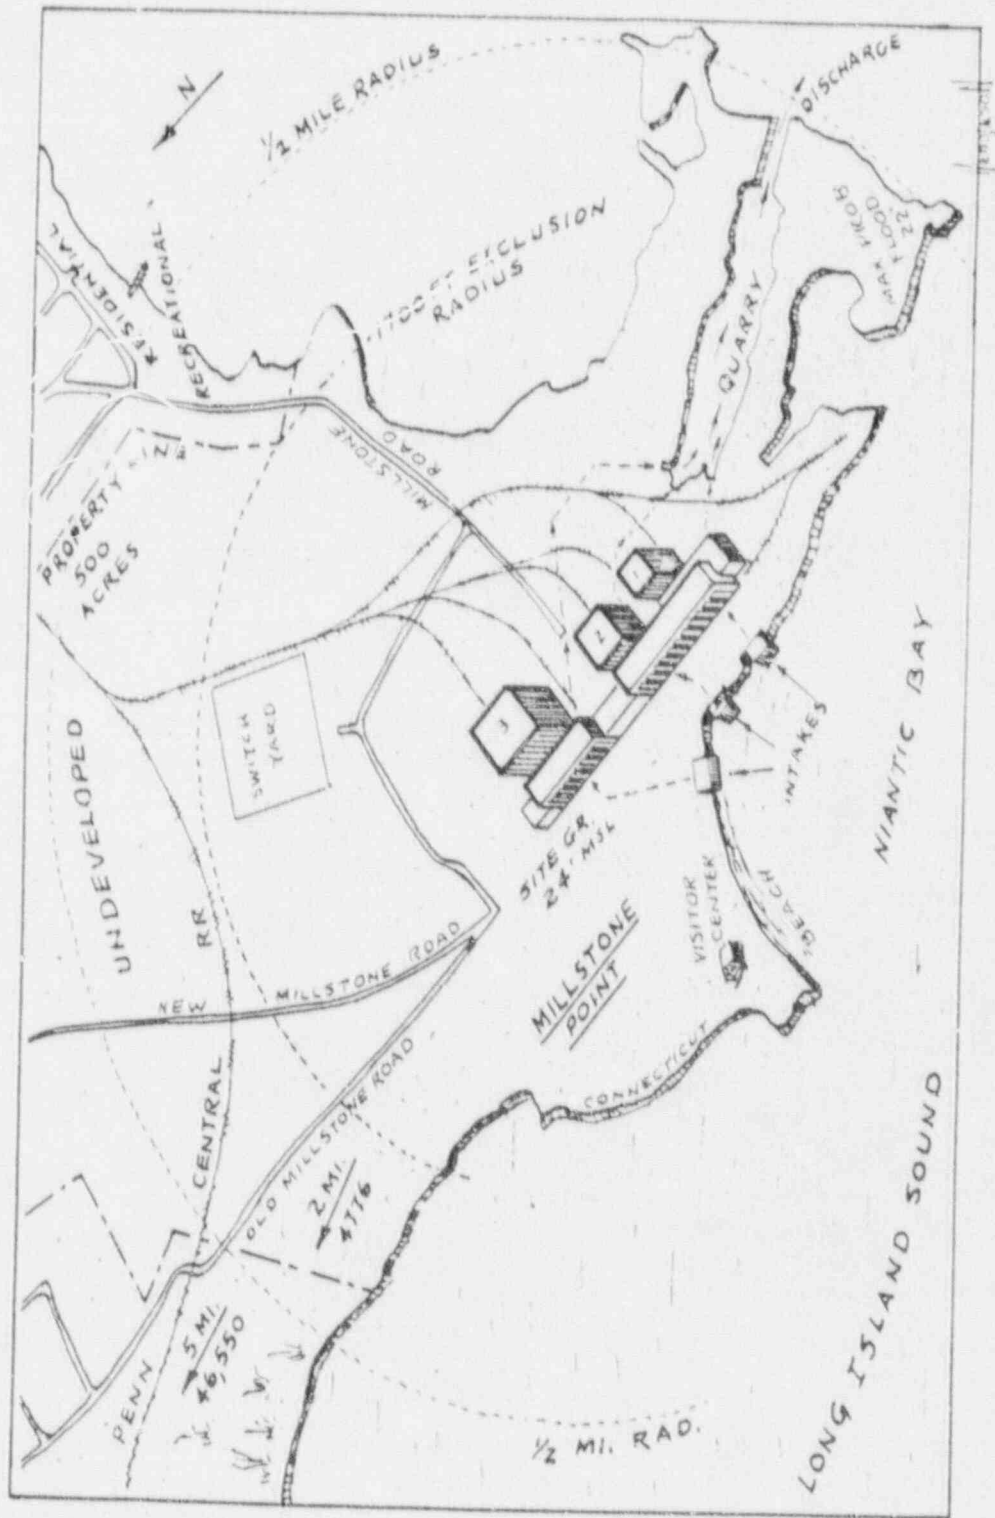 N
½ MILE RADIUS
DISCHARGE
RESIDENTIAL
RECREATIONAL
1700 FT EXCLUSION
RADIUS
MAX PROB
FLOOD
22'
QUARRY
MILLSTONE
ROAD
PROPERTY
500
ACRES
1
2
3
SWITCH
YARD
UNDEVELOPED
INTAKES
NIANTIC BAY
SITE GR.
24' MSL
VISITOR
CENTER
BEACH
MILLSTONE
POINT
NEW MILLSTONE ROAD
OLD MILLSTONE ROAD
PENN CENTRAL RR
CONNECTICUT
2 MI.
4776
5 MI.
46,550
½ MI. RAD.
LONG ISLAND SOUND